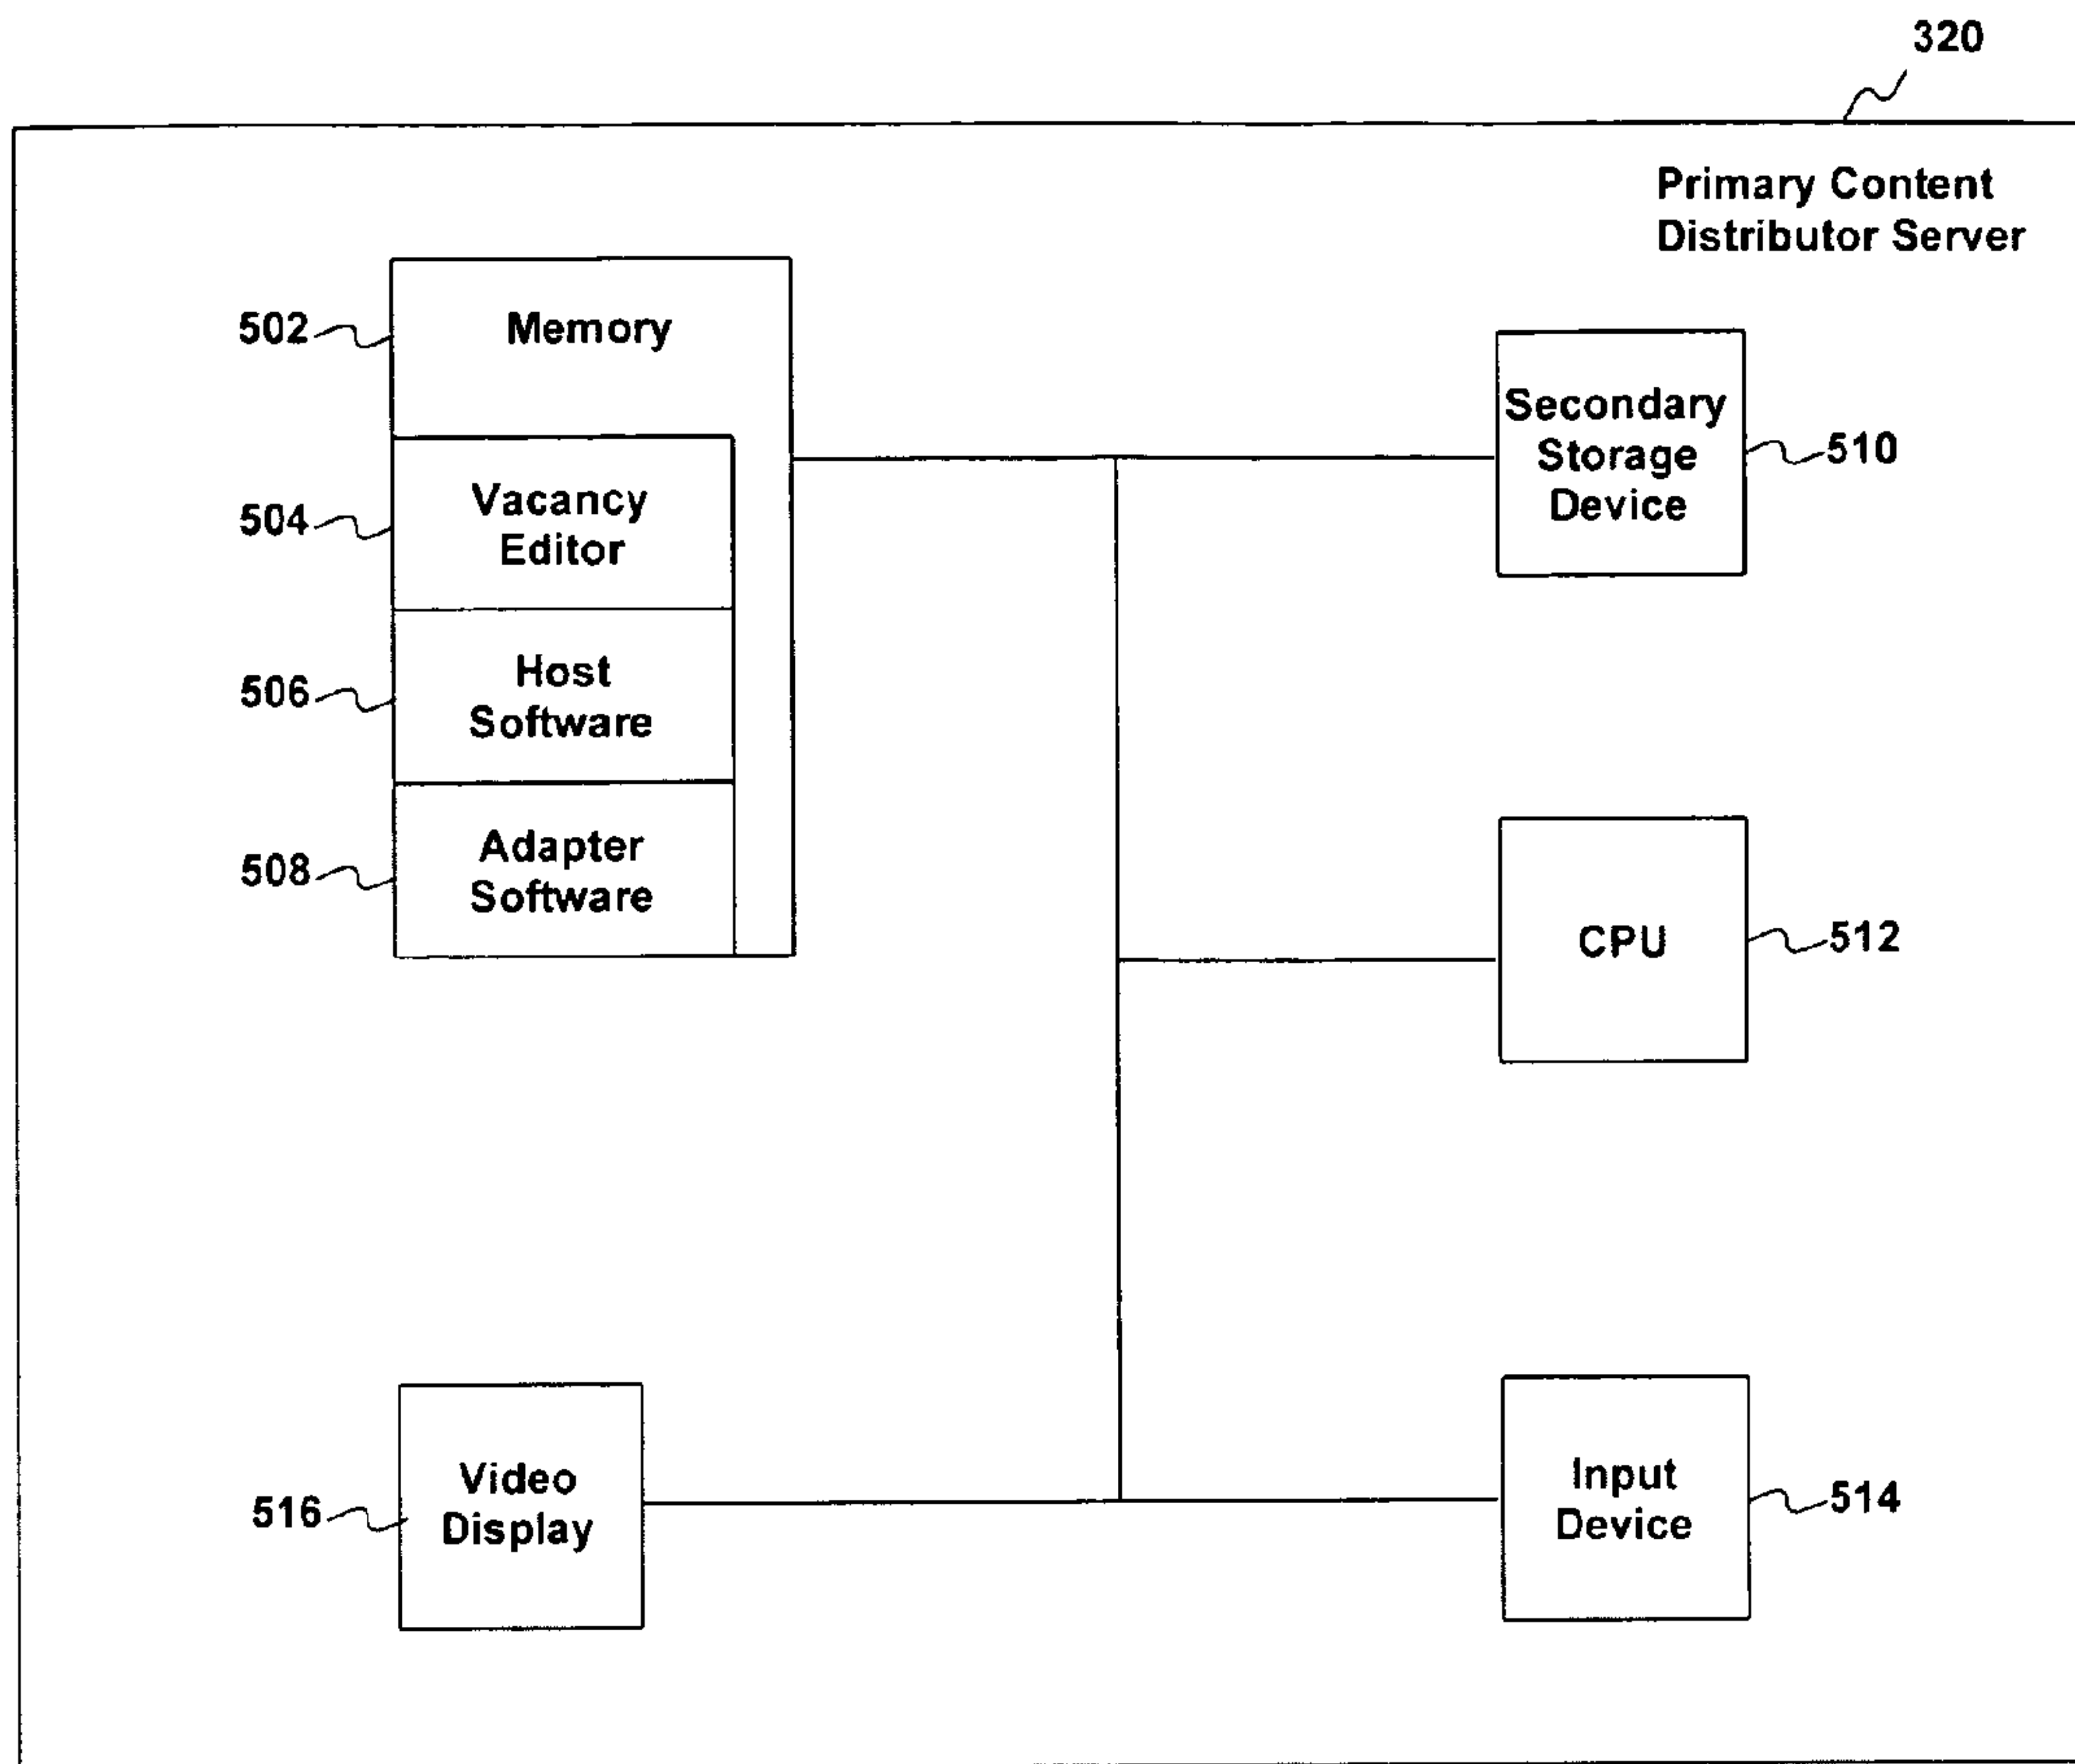 320
Primary Content
Distributor Server
502
Memory
504
Vacancy
Editor
506
Host
Software
508
Adapter
Software
Secondary
Storage
Device
510
CPU
512
516
Video
Display
Input
Device
514